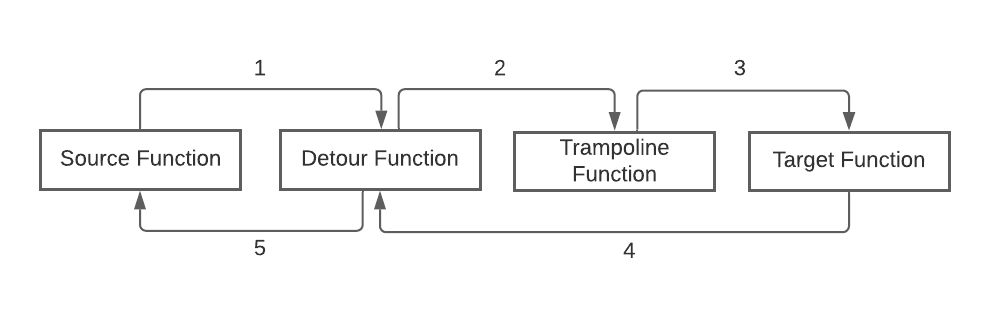 1
2
3
Source Function
Detour Function
Trampoline
Function
Target Function
5
4